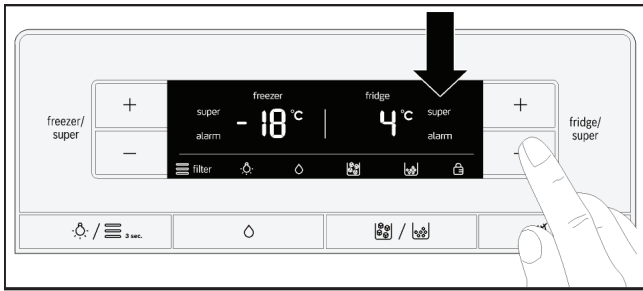 freezer/
super
+
−
freezer
fridge
super
alarm
- 18 °C
4 °C
super
alarm
filter
+
−
fridge/
super
/ 3 sec.
/